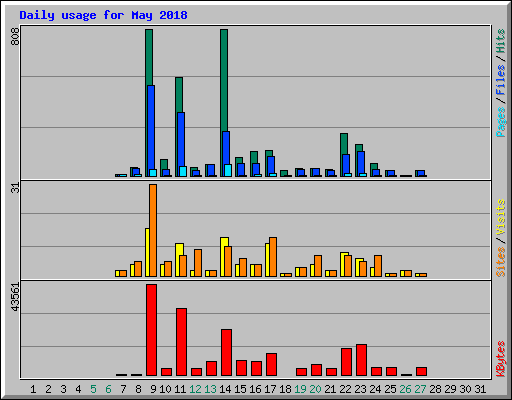 Daily usage for May 2018
808
Pages / Files / Hits
31
Sites / Visits
43561
KBytes
1 2 3 4 5 6 7 8 9 10 11 12 13 14 15 16 17 18 19 20 21 22 23 24 25 26 27 28 29 30 31